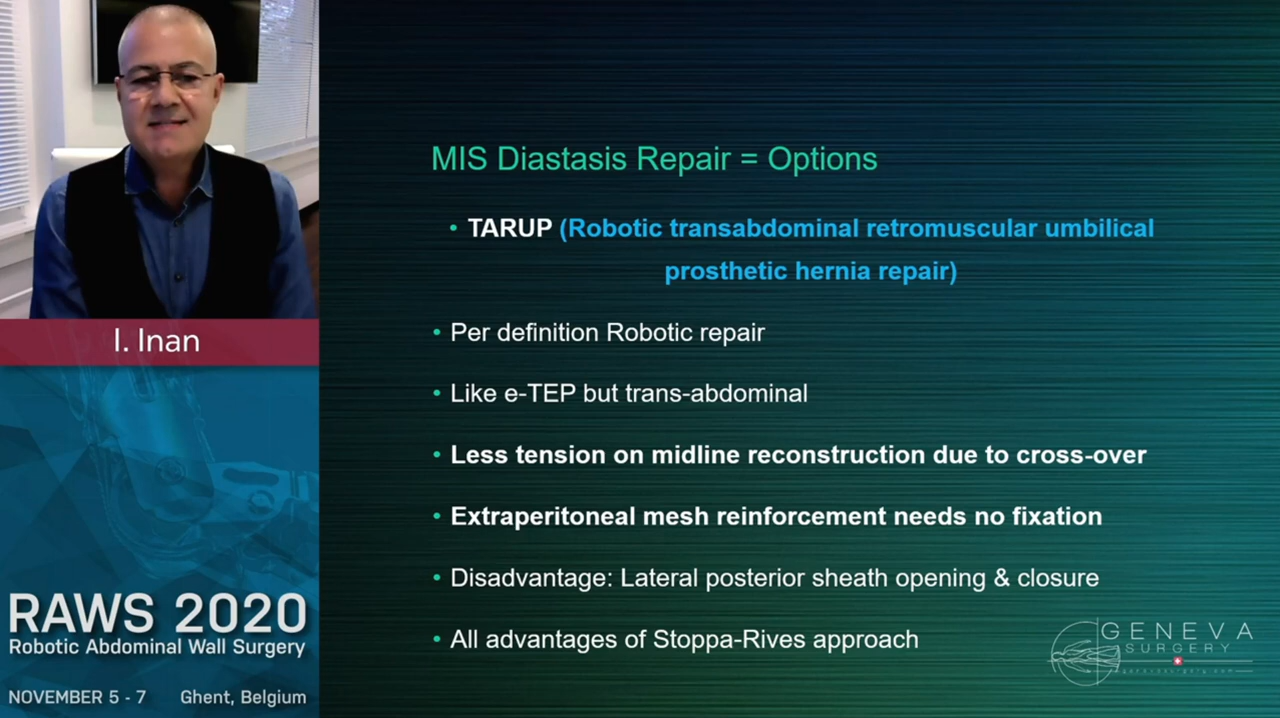 I. Inan
RAWS 2020
Robotic Abdominal Wall Surgery
NOVEMBER 5 - 7 Ghent, Belgium
MIS Diastasis Repair = Options
• TARUP (Robotic transabdominal retromuscular umbilical
prosthetic hernia repair)
• Per definition Robotic repair
• Like e-TEP but trans-abdominal
• Less tension on midline reconstruction due to cross-over
• Extraperitoneal mesh reinforcement needs no fixation
• Disadvantage: Lateral posterior sheath opening & closure
• All advantages of Stoppa-Rives approach
GENEVA
SURGERY